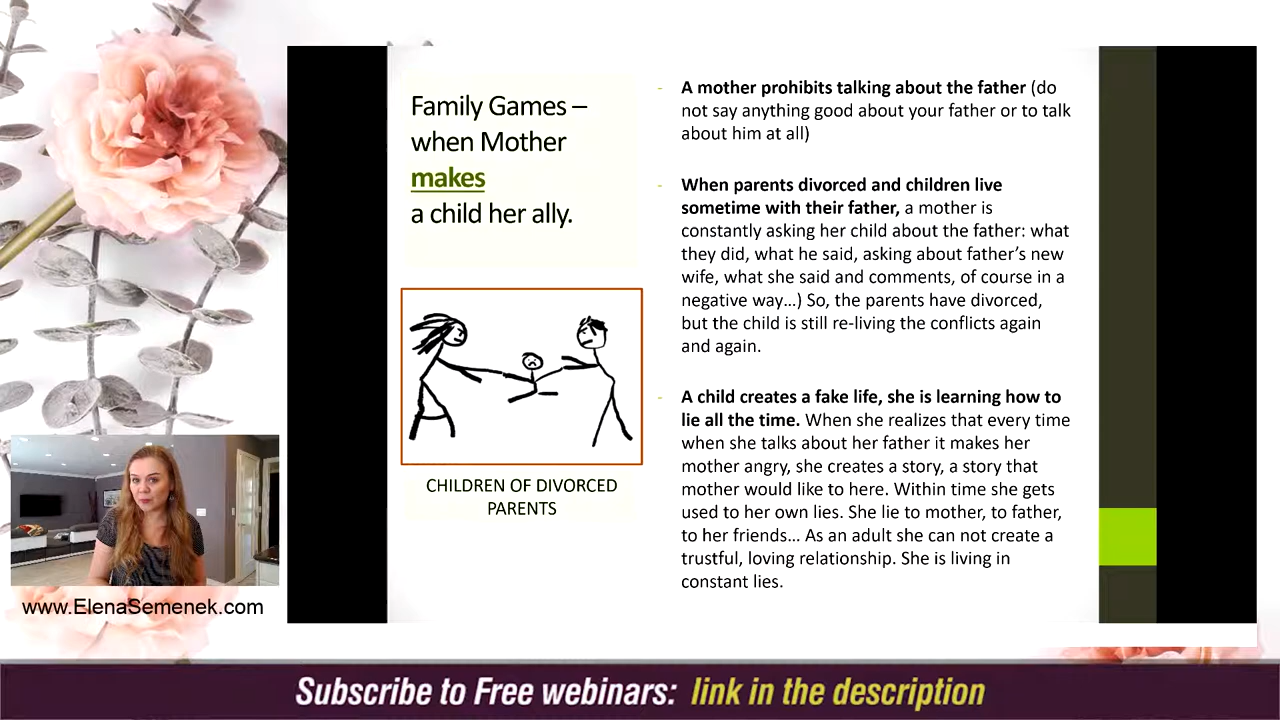 Family Games –
when Mother
makes
a child her ally.
CHILDREN OF DIVORCED
PARENTS
- A mother prohibits talking about the father (do
not say anything good about your father or to talk
about him at all)
- When parents divorced and children live
sometime with their father, a mother is
constantly asking her child about the father: what
they did, what he said, asking about father’s new
wife, what she said and comments, of course in a
negative way…) So, the parents have divorced,
but the child is still re-living the conflicts again
and again.
- A child creates a fake life, she is learning how to
lie all the time. When she realizes that every time
when she talks about her father it makes her
mother angry, she creates a story, a story that
mother would like to here. Within time she gets
used to her own lies. She lie to mother, to father,
to her friends… As an adult she can not create a
trustful, loving relationship. She is living in
constant lies.
www.ElenaSemenek.com
Subscribe to Free webinars: link in the description